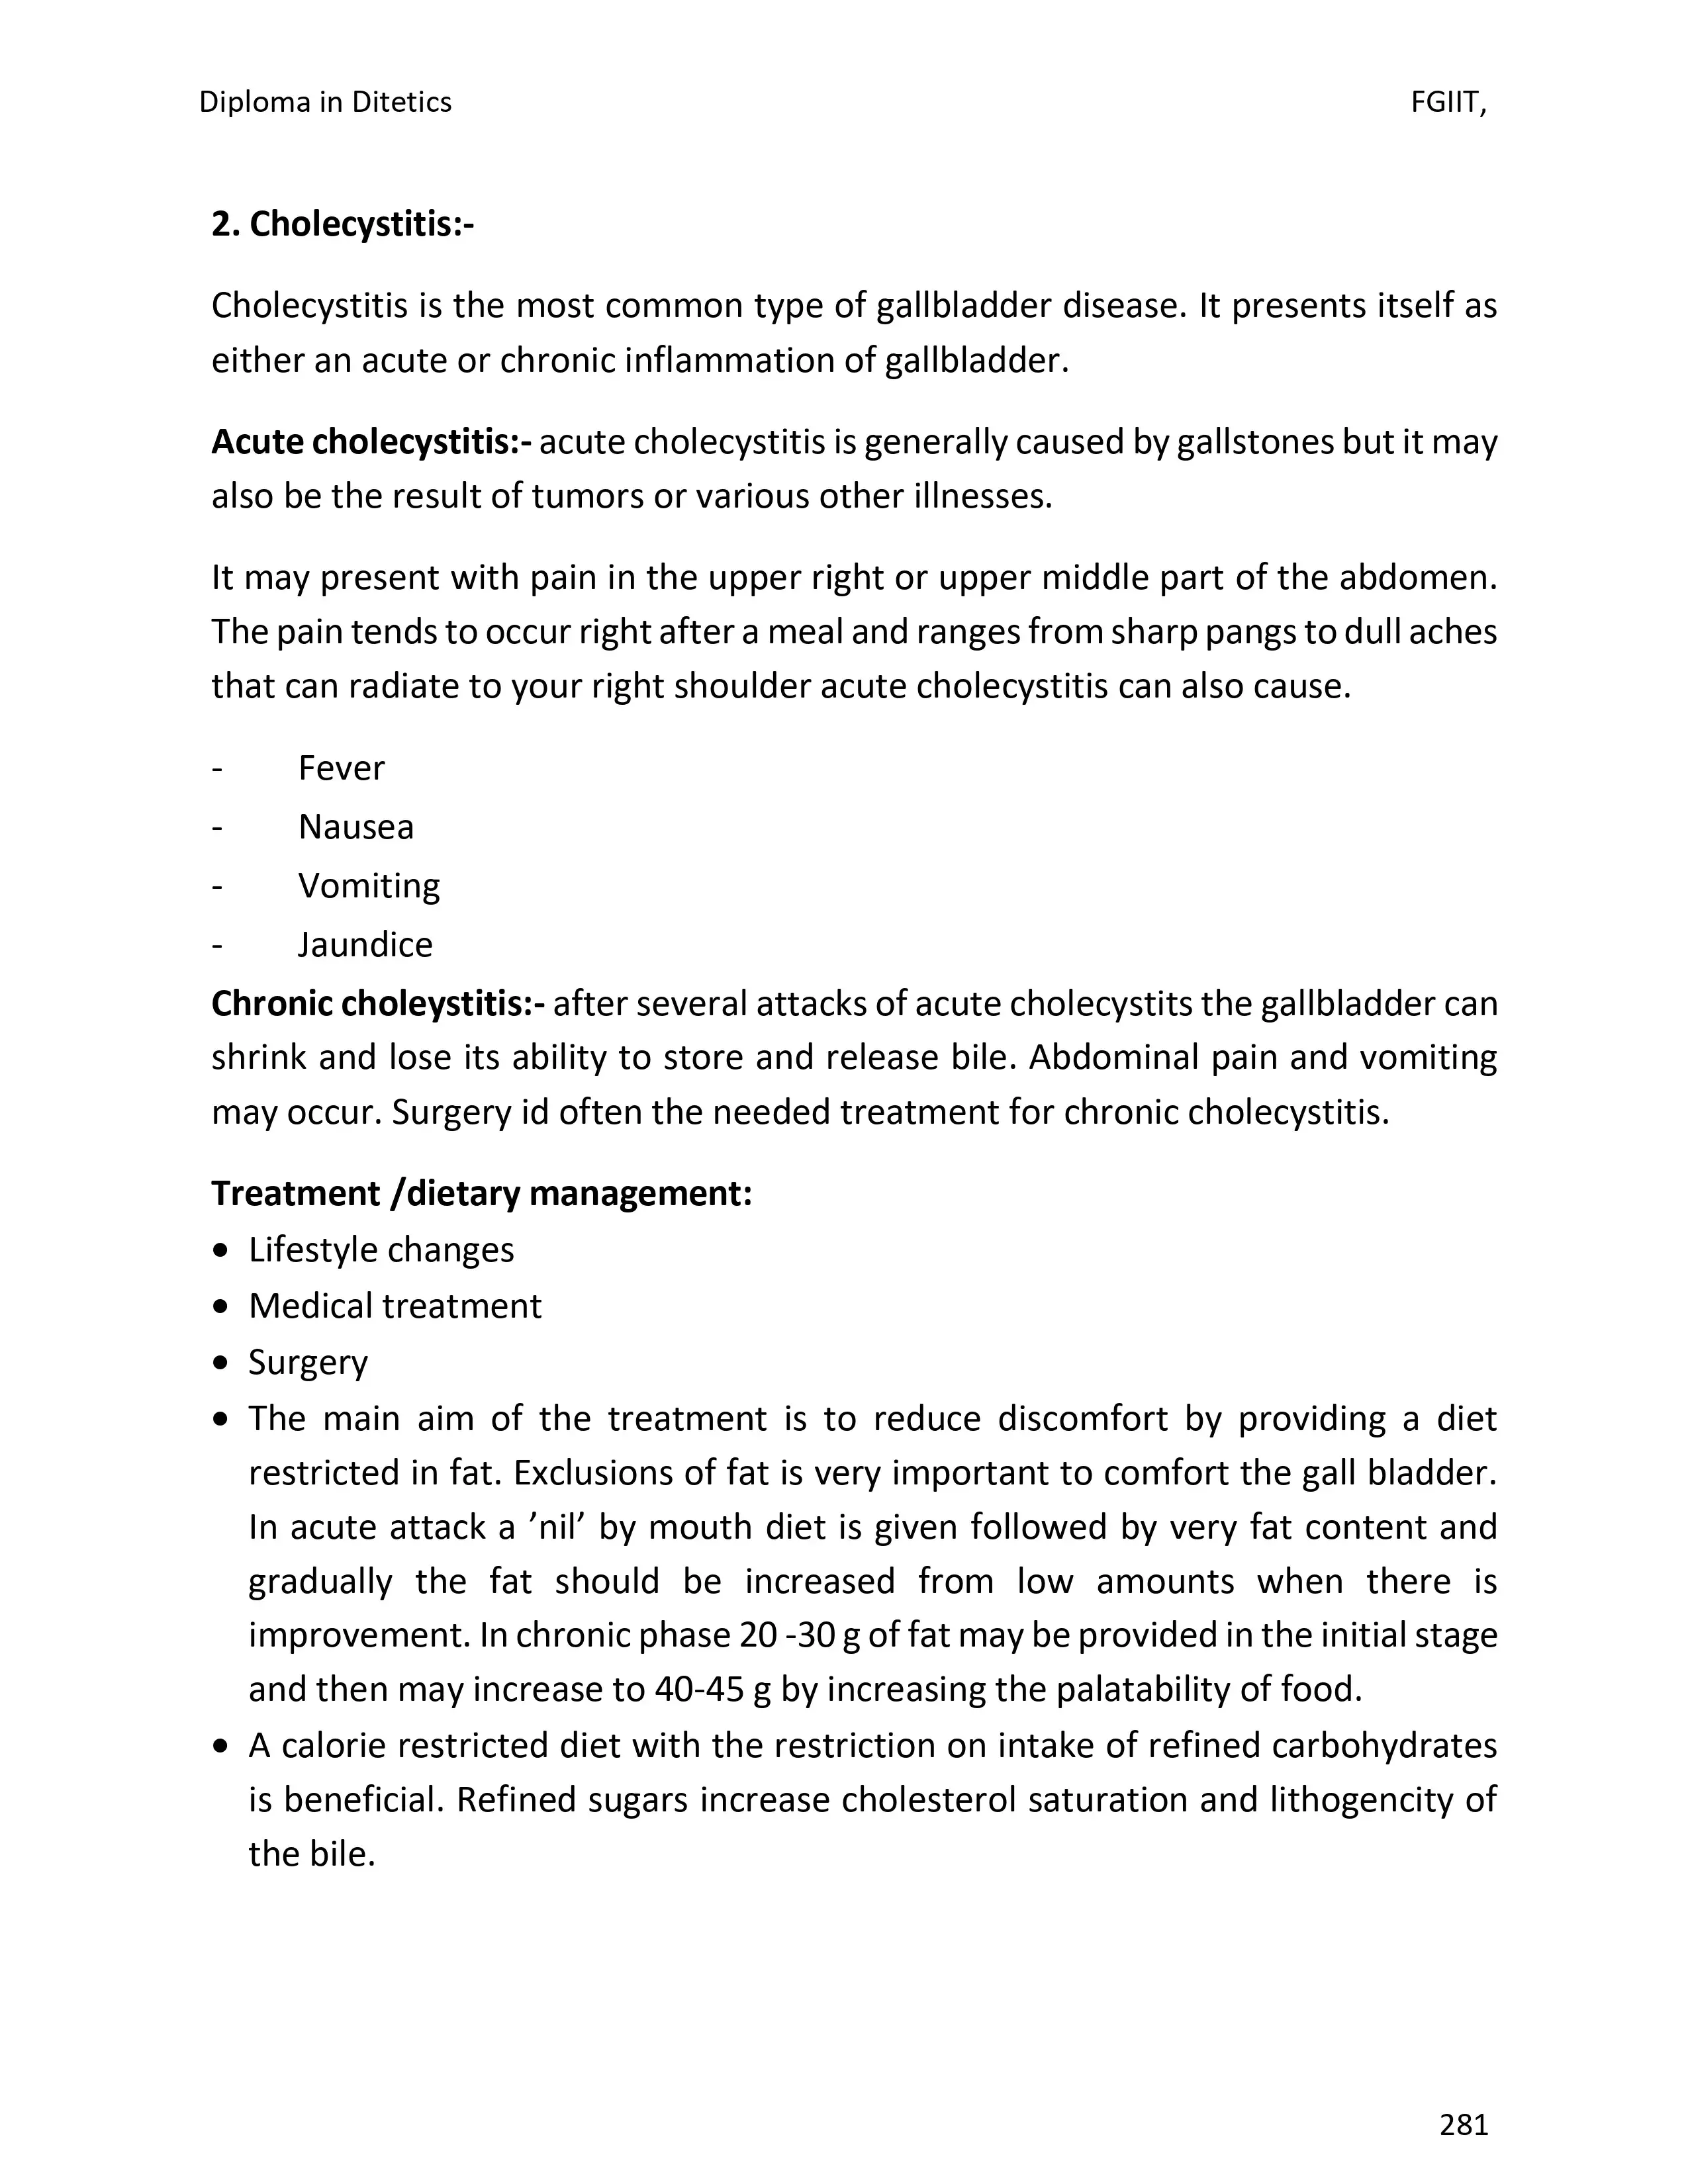 Diploma in Ditetics FGIIT,
2. Cholecystitis:-
Cholecystitis is the most common type of gallbladder disease. It presents itself as
either an acute or chronic inflammation of gallbladder.
Acute cholecystitis:- acute cholecystitis is generally caused by gallstones but it may
also be the result of tumors or various other illnesses.
It may present with pain in the upper right or upper middle part of the abdomen.
The pain tends to occur right after a meal and ranges from sharp pangs to dull aches
that can radiate to your right shoulder acute cholecystitis can also cause.
- Fever
- Nausea
- Vomiting
- Jaundice
Chronic choleystitis:- after several attacks of acute cholecystits the gallbladder can
shrink and lose its ability to store and release bile. Abdominal pain and vomiting
may occur. Surgery id often the needed treatment for chronic cholecystitis.
Treatment /dietary management:
• Lifestyle changes
• Medical treatment
• Surgery
• The main aim of the treatment is to reduce discomfort by providing a diet
restricted in fat. Exclusions of fat is very important to comfort the gall bladder.
In acute attack a ’nil’ by mouth diet is given followed by very fat content and
gradually the fat should be increased from low amounts when there is
improvement. In chronic phase 20 -30 g of fat may be provided in the initial stage
and then may increase to 40-45 g by increasing the palatability of food.
• A calorie restricted diet with the restriction on intake of refined carbohydrates
is beneficial. Refined sugars increase cholesterol saturation and lithogencity of
the bile.
281